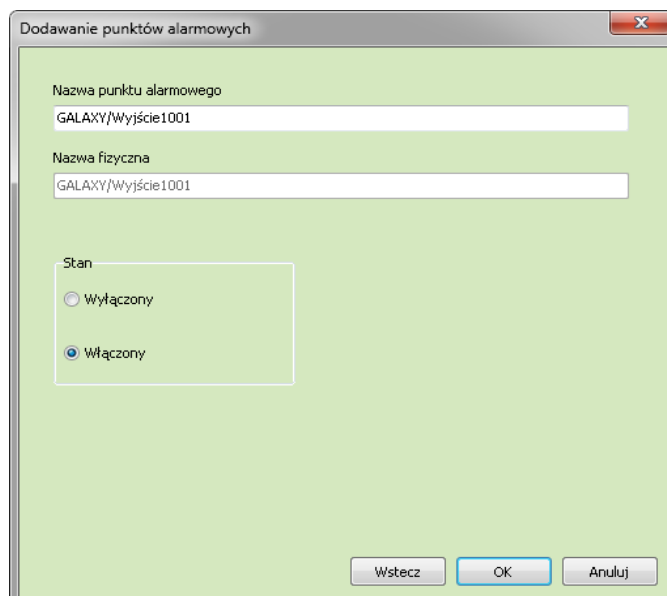 Dodawanie punktów alarmowych
Nazwa punktu alarmowego
GALAXY/Wyjście1001
Nazwa fizyczna
GALAXY/Wyjście1001
Stan
Wyłączony
Włączony
Wstecz OK Anuluj